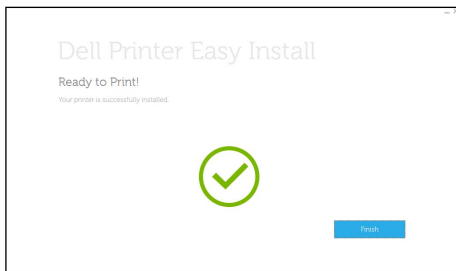 Dell Printer Easy Install
Ready to Print!
Your printer is successfully installed.
Finish